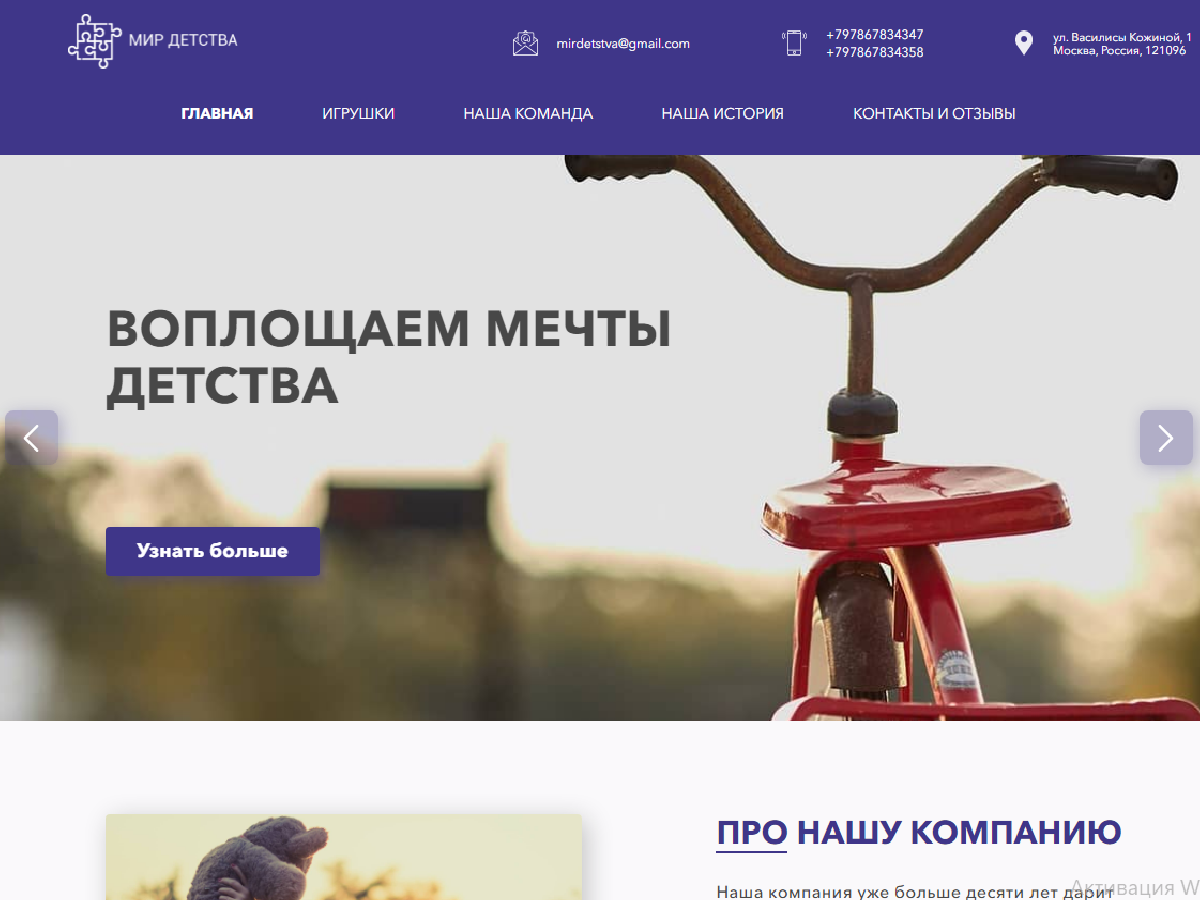 МИР ДЕТСТВА
mirdetstva@gmail.com
+797867834347
+797867834358
ул. Василисы Кожиной, 1
Москва, Россия, 121096
ГЛАВНАЯ
ИГРУШКИ
НАША КОМАНДА
НАША ИСТОРИЯ
КОНТАКТЫ И ОТЗЫВЫ
ВОПЛОЩАЕМ МЕЧТЫ
ДЕТСТВА
Узнать больше
ПРО НАШУ КОМПАНИЮ
Наша компания уже больше десяти лет дарит
Активация W